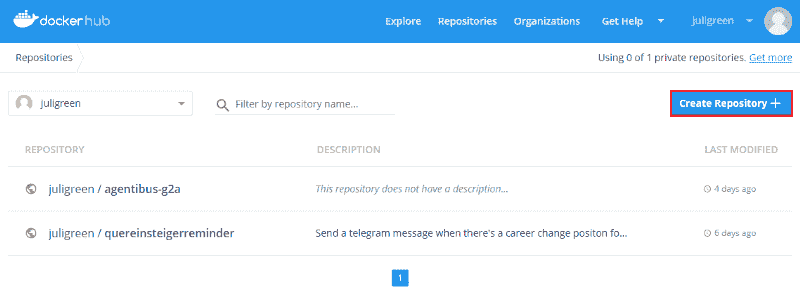 dockerhub Explore Repositories Organizations Get Help juligreen
Repositories Using 0 of 1 private repositories. Get more
juligreen Filter by repository name... Create Repository +
REPOSITORY DESCRIPTION LAST MODIFIED
juligreen / agentibus-g2a This repository does not have a description... 4 days ago
juligreen / quereinsteigerreminder Send a telegram message when there's a career change positon fo... 6 days ago
1